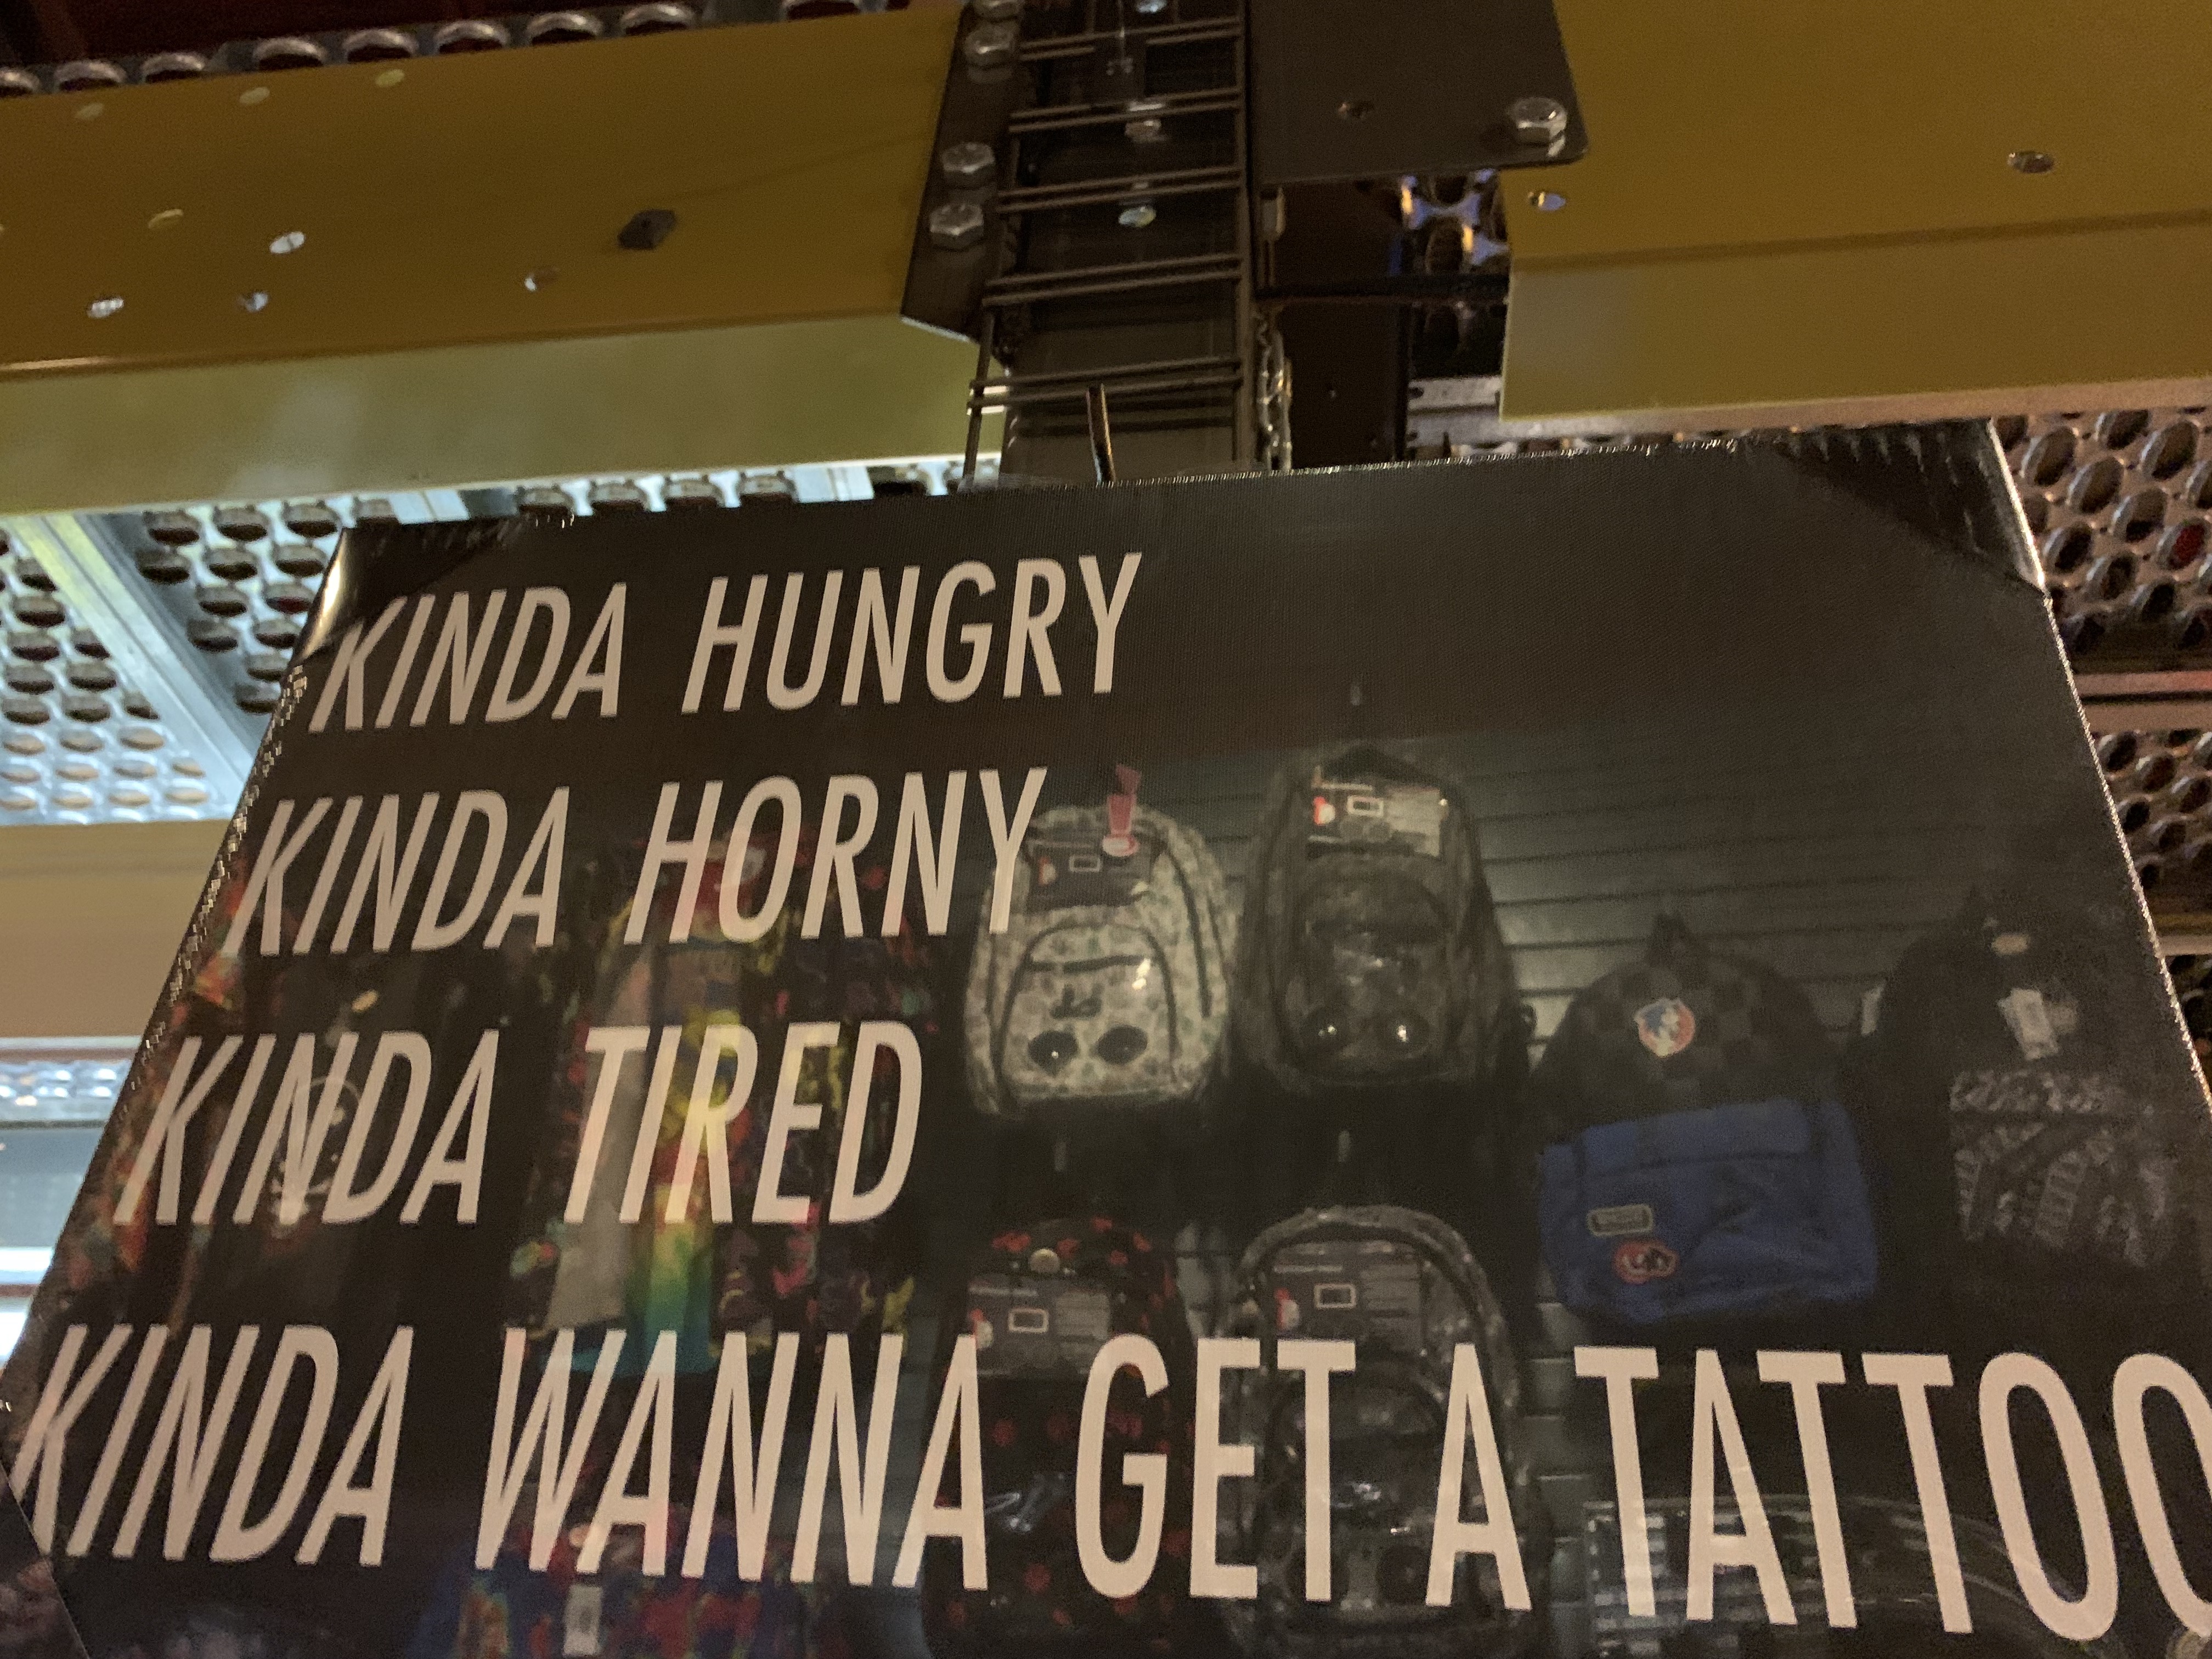 KINDA HUNGRY
KINDA HORNY
KINDA TIRED
KINDA WANNA GET A TATTOO